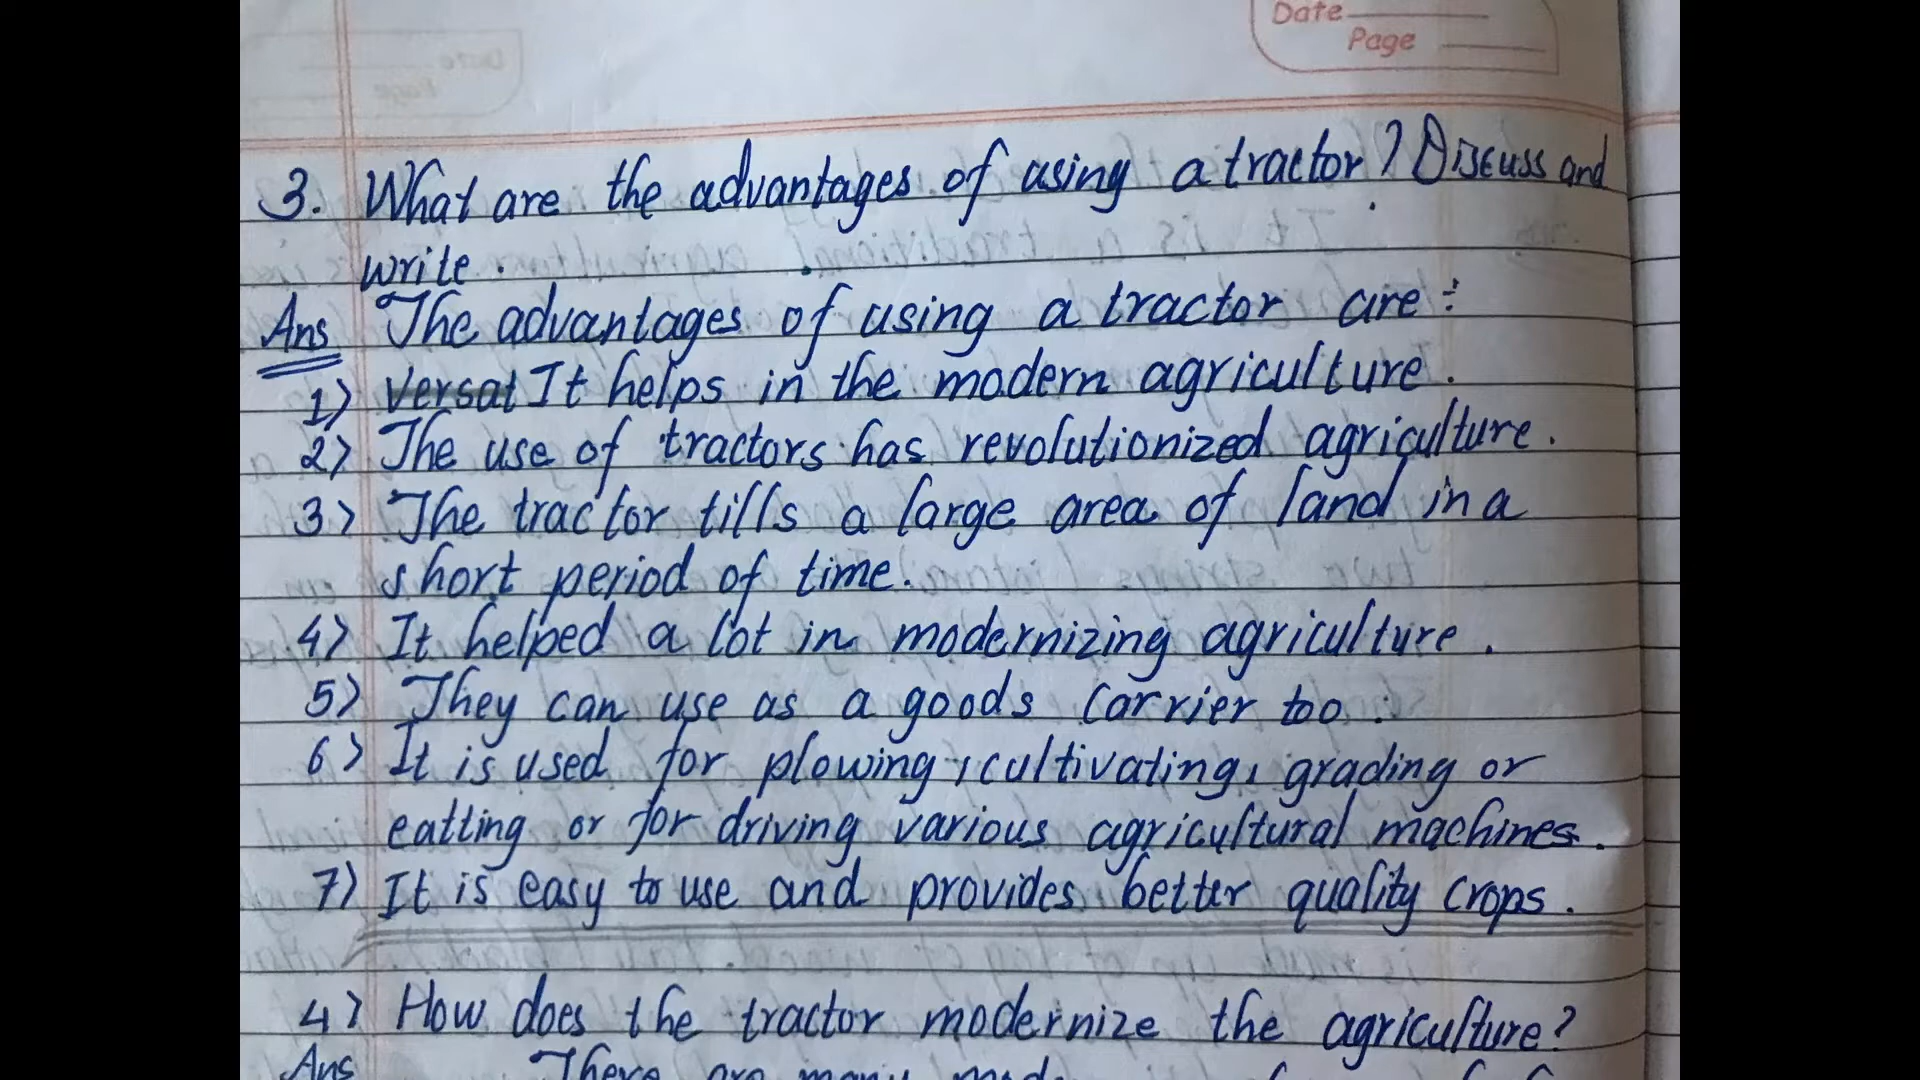 Date
Page
3. What are the advantages of using a tractor? Discuss and
write.
Ans The advantages of using a tractor are:
1) Versat It helps in the modern agriculture.
2) The use of tractors has revolutionized agriculture.
3) The tractor tills a large area of land in a
short period of time.
4) It helped a lot in modernizing agriculture.
5) They can use as a goods carrier too.
6) It is used for plowing, cultivating, grading or
eatting or for driving various agricultural machines.
7) It is easy to use and provides better quality crops.
4) How does the tractor modernize the agriculture?
Ans There are many